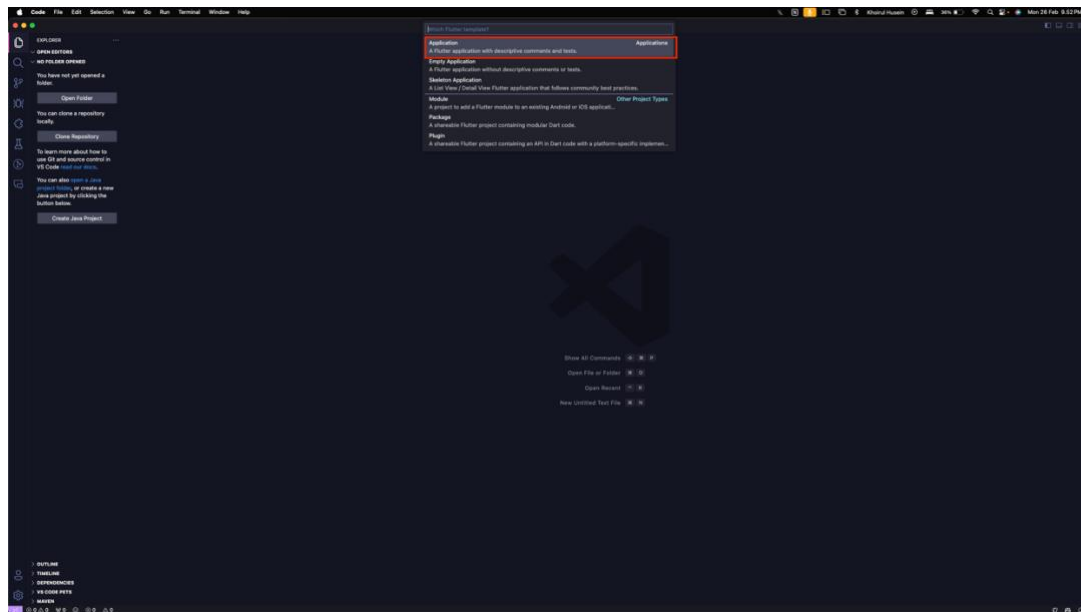 Code File Edit Selection View Go Run Terminal Window Help
Khairul Husein 36% Mon 26 Feb 9.52 PM
EXPLORER
OPEN EDITORS
NO FOLDER OPENED
You have not yet opened a
folder.
Open Folder
You can clone a repository
locally.
Clone Repository
To learn more about how to
use Git and source control in
VS Code read our docs.
You can also open a Java
project folder, or create a new
Java project by clicking the
button below.
Create Java Project
Which Flutter template?
Application Applications
A Flutter application with descriptive comments and tests.
Empty Application
A Flutter application without descriptive comments or tests.
Skeleton Application
A List View / Detail View Flutter application that follows community best practices.
Module Other Project Types
A project to add a Flutter module to an existing Android or iOS applicati...
Package
A shareable Flutter project containing modular Dart code.
Plugin
A shareable Flutter project containing an API in Dart code with a platform-specific implemen...
Show All Commands
Open File or Folder
Open Recent
New Untitled Text File
OUTLINE
TIMELINE
DEPENDENCIES
VS CODE PETS
MAVEN